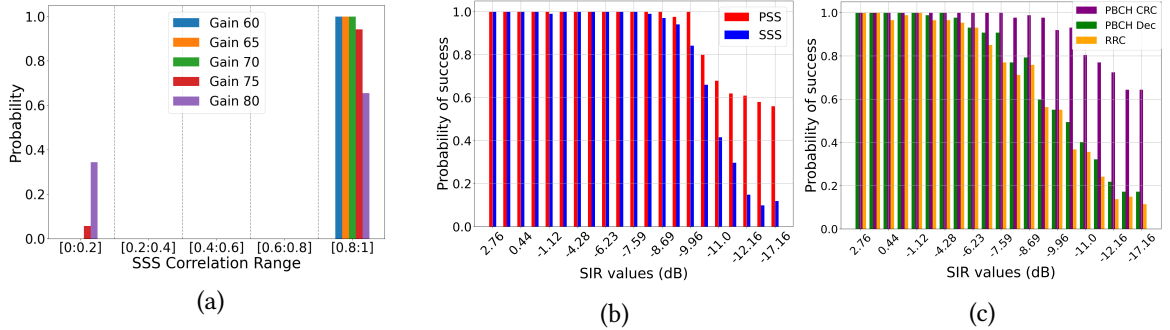 Gain 60
Gain 65
Gain 70
Gain 75
Gain 80
Probability
1.0
0.8
0.6
0.4
0.2
0.0
[0:0.2] [0.2:0.4] [0.4:0.6] [0.6:0.8] [0.8:1]
SSS Correlation Range
(a)
PSS
SSS
Probability of success
1.0
0.8
0.6
0.4
0.2
0.0
2.76 0.44 -1.12 -4.28 -6.23 -7.59 -8.69 -9.96 -11.0 -12.16 -17.16
SIR values (dB)
(b)
PBCH CRC
PBCH Dec
RRC
Probability of success
1.0
0.8
0.6
0.4
0.2
0.0
2.76 0.44 -1.12 -4.28 -6.23 -7.59 -8.69 -9.96 -11.0 -12.16 -17.16
SIR values (dB)
(c)